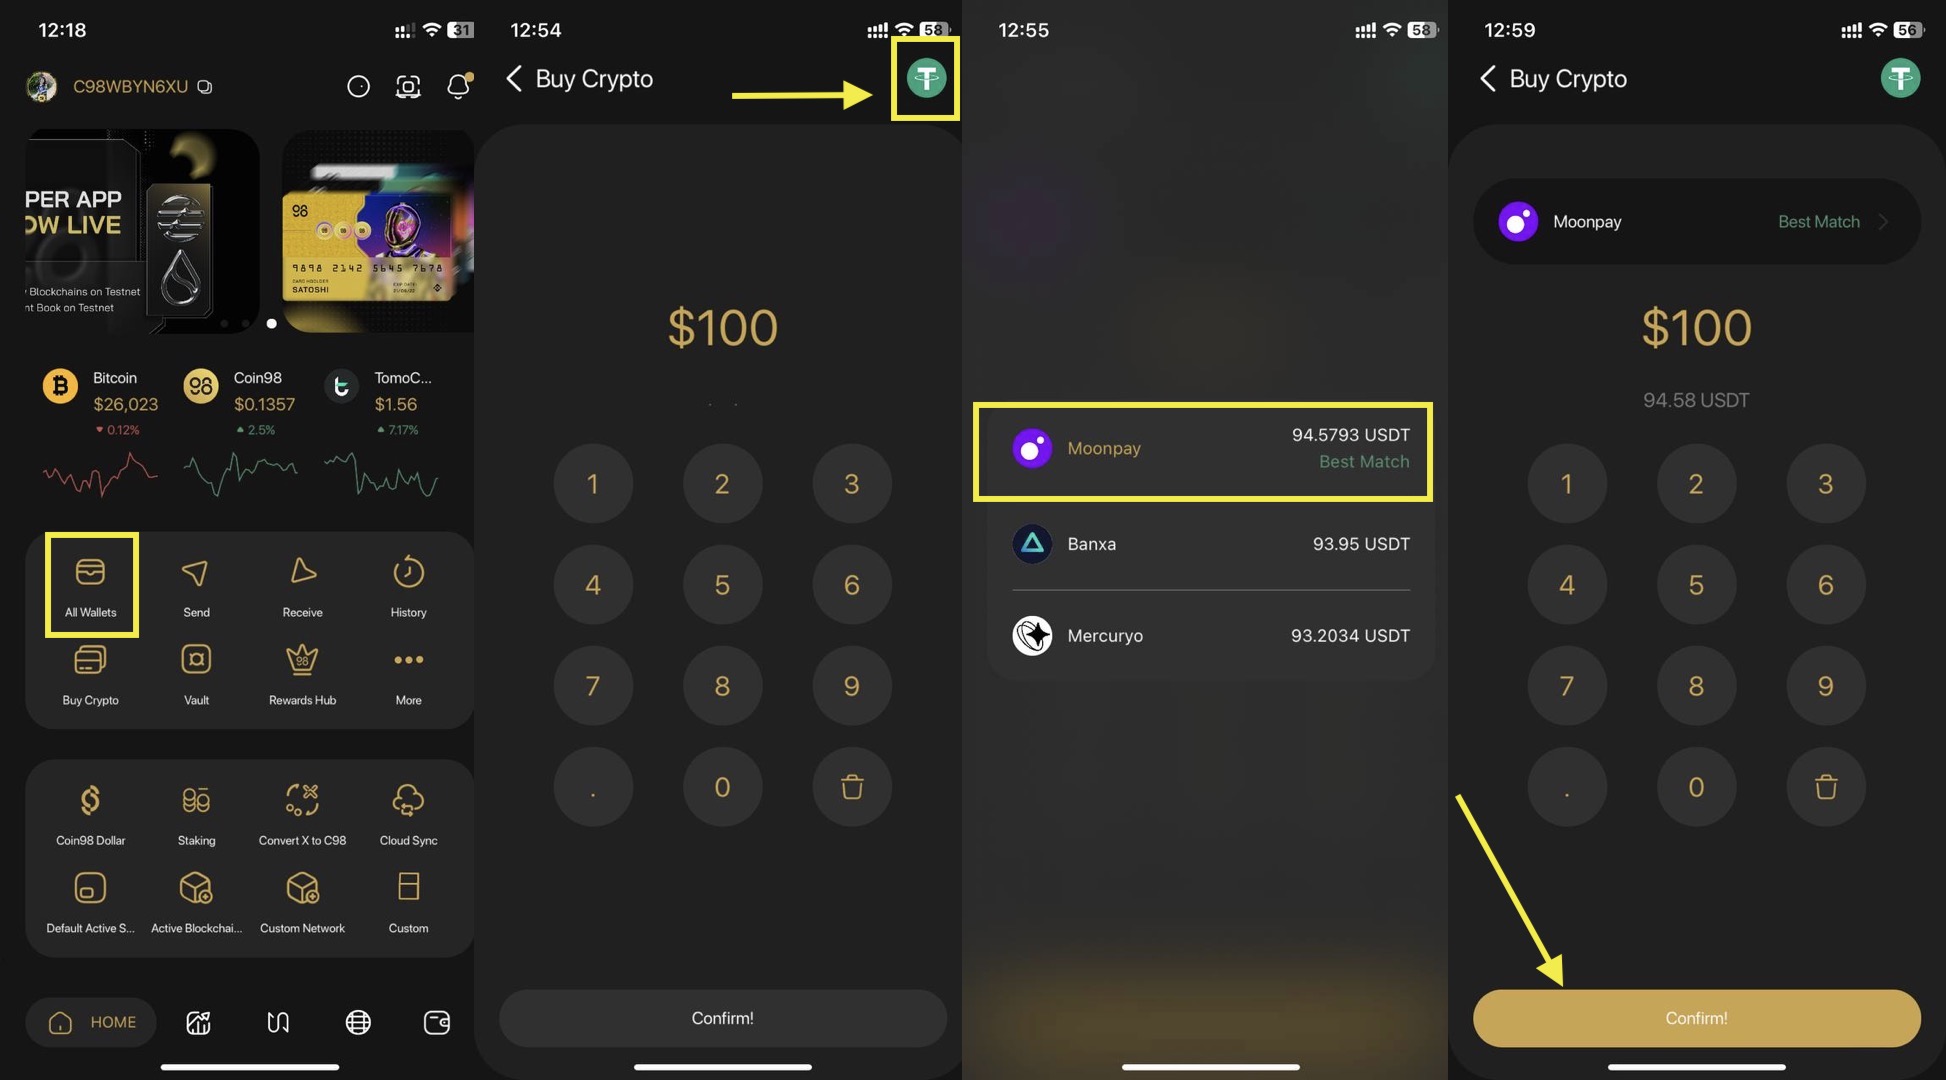 12:18
31
C98WBYN6XU
PER APP
OW LIVE
Blockchains on Testnet
nt Book on Testnet
98
9898 2142 5645 7678
CARD HOLDER
SATOSHI
Bitcoin
$26,023
0.12%
Coin98
$0.1357
2.5%
TomoC...
$1.56
7.17%
All Wallets
Send
Receive
History
Buy Crypto
Vault
Rewards Hub
More
Coin98 Dollar
Staking
Convert X to C98
Cloud Sync
Default Active S...
Active Blockchai...
Custom Network
Custom
HOME
12:54
58
Buy Crypto
$100
1 2 3
4 5 6
7 8 9
. 0
Confirm!
12:55
58
Moonpay
94.5793 USDT
Best Match
Banxa
93.95 USDT
Mercuryo
93.2034 USDT
12:59
56
Buy Crypto
Moonpay
Best Match
$100
94.58 USDT
1 2 3
4 5 6
7 8 9
. 0
Confirm!